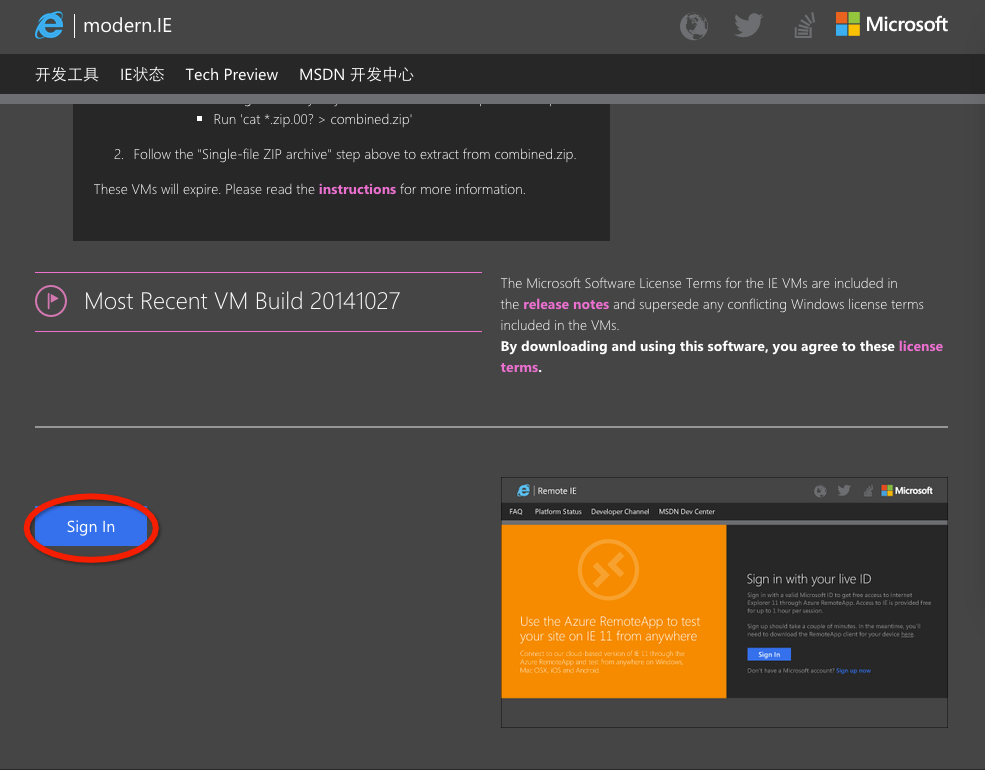 modern.IE
Microsoft
开发工具 IE状态 Tech Preview MSDN 开发中心
Run 'cat *.zip.00? > combined.zip'
2. Follow the "Single-file ZIP archive" step above to extract from combined.zip.
These VMs will expire. Please read the instructions for more information.
Most Recent VM Build 20141027
The Microsoft Software License Terms for the IE VMs are included in
the release notes and supersede any conflicting Windows license terms
included in the VMs.
By downloading and using this software, you agree to these license
terms.
Sign In
Remote IE
Microsoft
FAQ Platform Status Developer Channel MSDN Dev Center
Use the Azure RemoteApp to test
your site on IE 11 from anywhere
Connect to our cloud-based version of IE 11 through the
Azure RemoteApp and test from anywhere on Windows,
Mac OSX, iOS and Android.
Sign in with your live ID
Sign in with a valid Microsoft ID to get free access to Internet
Explorer 11 through Azure RemoteApp. Access to IE is provided free
for up to 1 hour per session.
Sign up should take a couple of minutes. In the meantime, you'll
need to download the RemoteApp client for your device here.
Sign In
Don't have a Microsoft account? Sign up now